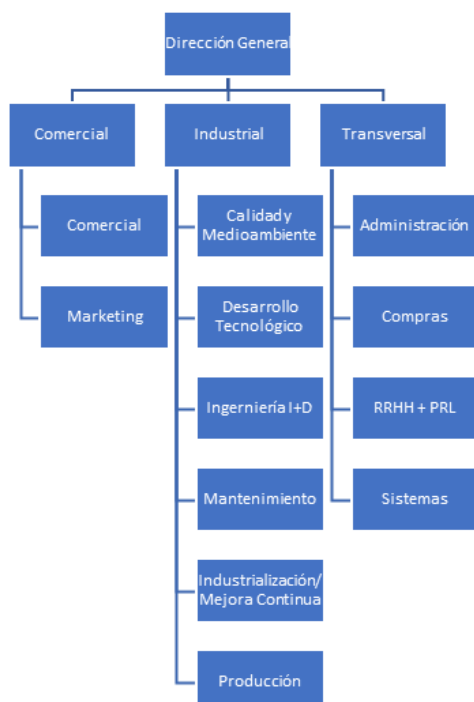 Dirección General
Comercial
Industrial
Transversal
Comercial
Marketing
Calidad y
Medioambiente
Desarrollo
Tecnológico
Ingerniería I+D
Mantenimiento
Industrialización/
Mejora Continua
Producción
Administración
Compras
RRHH + PRL
Sistemas